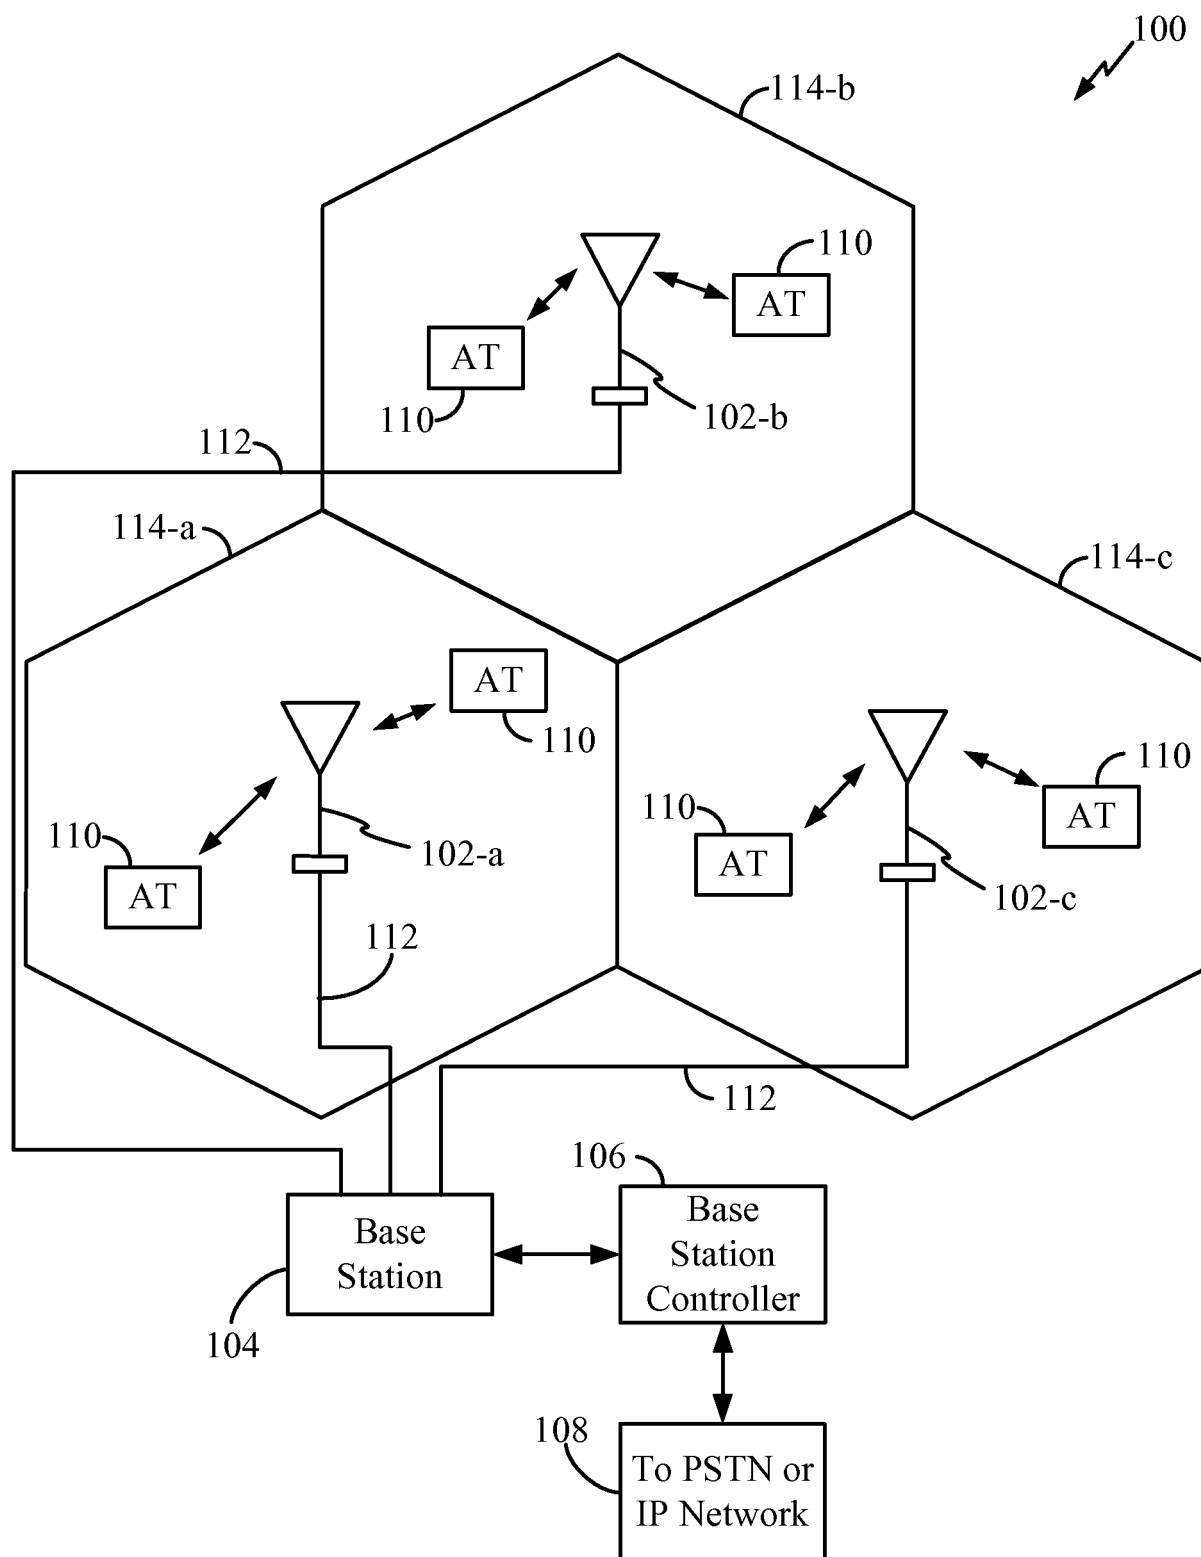 100
114-b
110
AT
AT
110
102-b
112
114-a
114-c
AT
110
110
AT
102-a
110
AT
110
AT
102-c
112
112
106
Base
Station
104
Base
Station
Controller
108
To PSTN or
IP Network